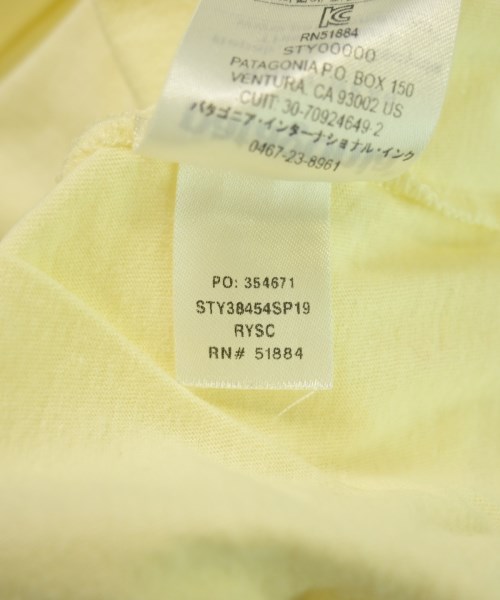 RN51884
STY00000
PATAGONIA P.O. BOX 150
VENTURA, CA 93002 US
CUIT 30-70924649-2
パタゴニア・インターナショナル・インク
0467-23-8961
PO: 354671
STY38454SP19
RYSC
RN# 51884